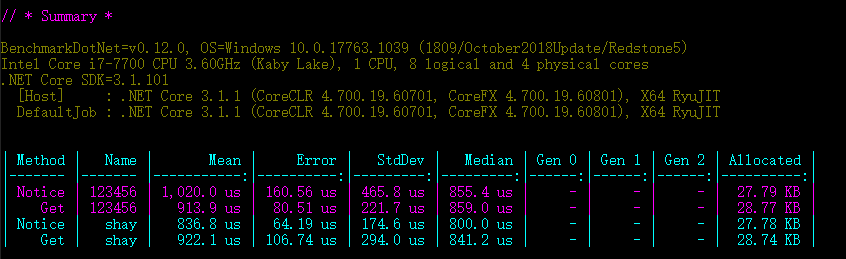 // * Summary *
BenchmarkDotNet=v0.12.0, OS=Windows 10.0.17763.1039 (1809/October2018Update/Redstone5)
Intel Core i7-7700 CPU 3.60GHz (Kaby Lake), 1 CPU, 8 logical and 4 physical cores
.NET Core SDK=3.1.101
  [Host]     : .NET Core 3.1.1 (CoreCLR 4.700.19.60701, CoreFX 4.700.19.60801), X64 RyuJIT
  DefaultJob : .NET Core 3.1.1 (CoreCLR 4.700.19.60701, CoreFX 4.700.19.60801), X64 RyuJIT
| Method |   Name |       Mean |     Error |   StdDev |   Median | Gen 0 | Gen 1 | Gen 2 | Allocated |
|------- |------- |-----------:|----------:|---------:|---------:|------:|------:|------:|----------:|
| Notice | 123456 | 1,020.0 us | 160.56 us | 465.8 us | 855.4 us |     - |     - |     - |  27.79 KB |
|    Get | 123456 |   913.9 us |  80.51 us | 221.7 us | 859.0 us |     - |     - |     - |  28.77 KB |
| Notice |   shay |   836.8 us |  64.19 us | 174.6 us | 800.0 us |     - |     - |     - |  27.78 KB |
|    Get |   shay |   922.1 us | 106.74 us | 294.0 us | 841.2 us |     - |     - |     - |  28.74 KB |